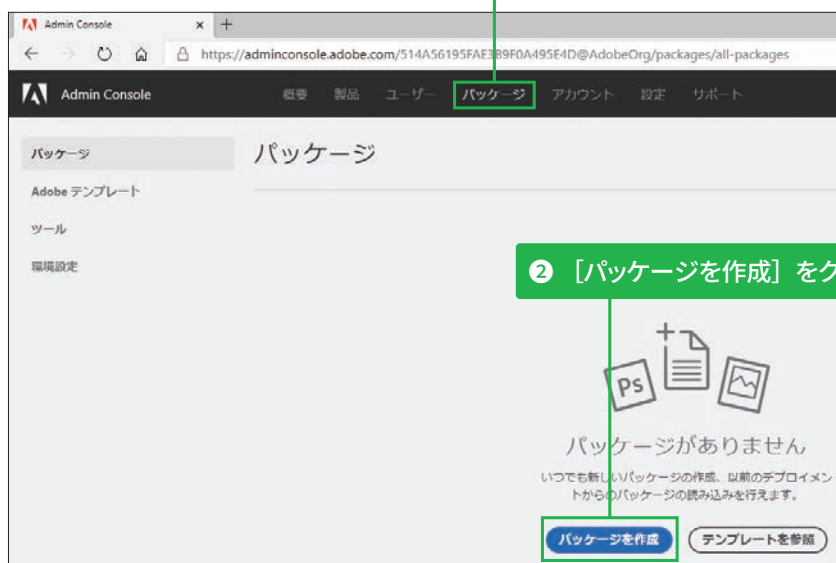 Admin Console
https://adminconsole.adobe.com/514A56195FAE3B9F0A495E4D@AdobeOrg/packages/all-packages
Admin Console 概要 製品 ユーザー パッケージ アカウント 設定 サポート
パッケージ
Adobe テンプレート
ツール
環境設定
パッケージ
❷ ［パッケージを作成］をク
Ps
パッケージがありません
いつでも新しいパッケージの作成、以前のデプロイメン
トからのパッケージの読み込みを行えます。
パッケージを作成 テンプレートを参照